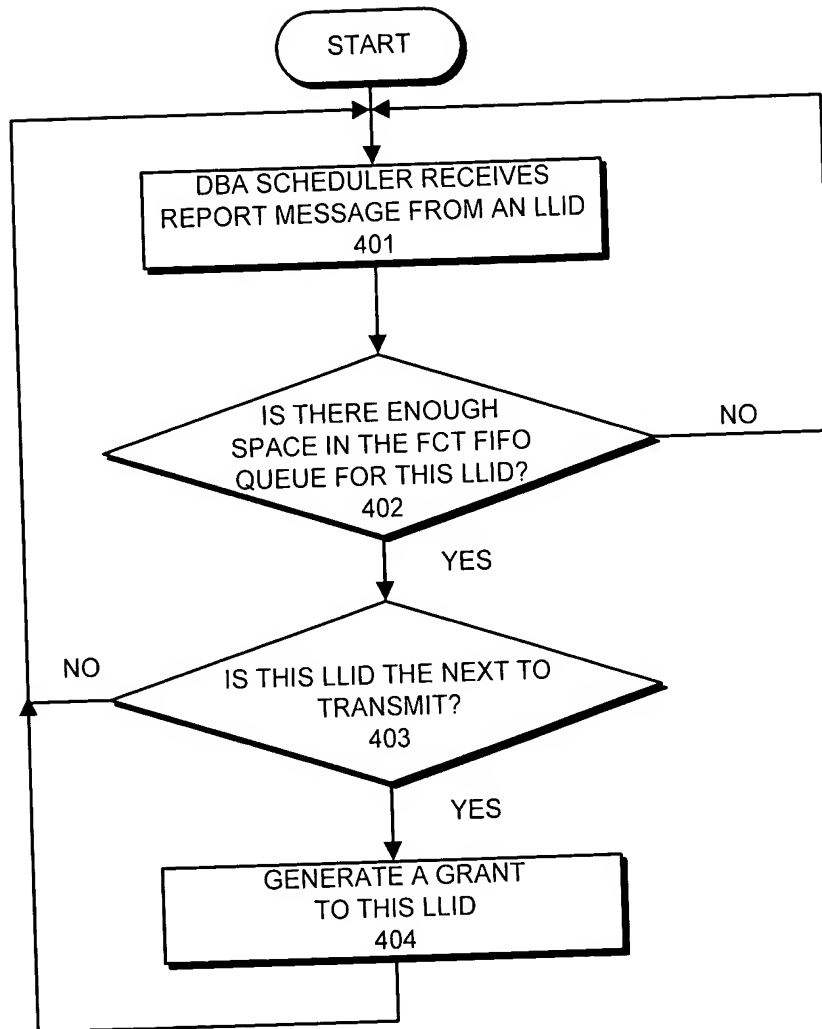 START
DBA SCHEDULER RECEIVES
REPORT MESSAGE FROM AN LLID
401
IS THERE ENOUGH
SPACE IN THE FCT FIFO
QUEUE FOR THIS LLID?
402
NO
YES
NO
IS THIS LLID THE NEXT TO
TRANSMIT?
403
YES
GENERATE A GRANT
TO THIS LLID
404